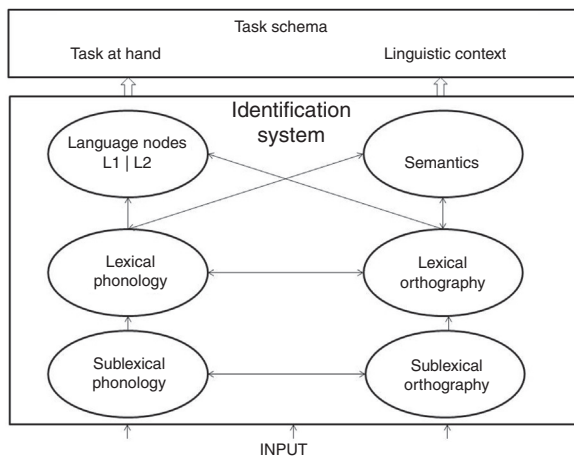 Task schema
Task at hand
Linguistic context
Identification
system
Language nodes
L1 | L2
Semantics
Lexical
phonology
Lexical
orthography
Sublexical
phonology
Sublexical
orthography
INPUT